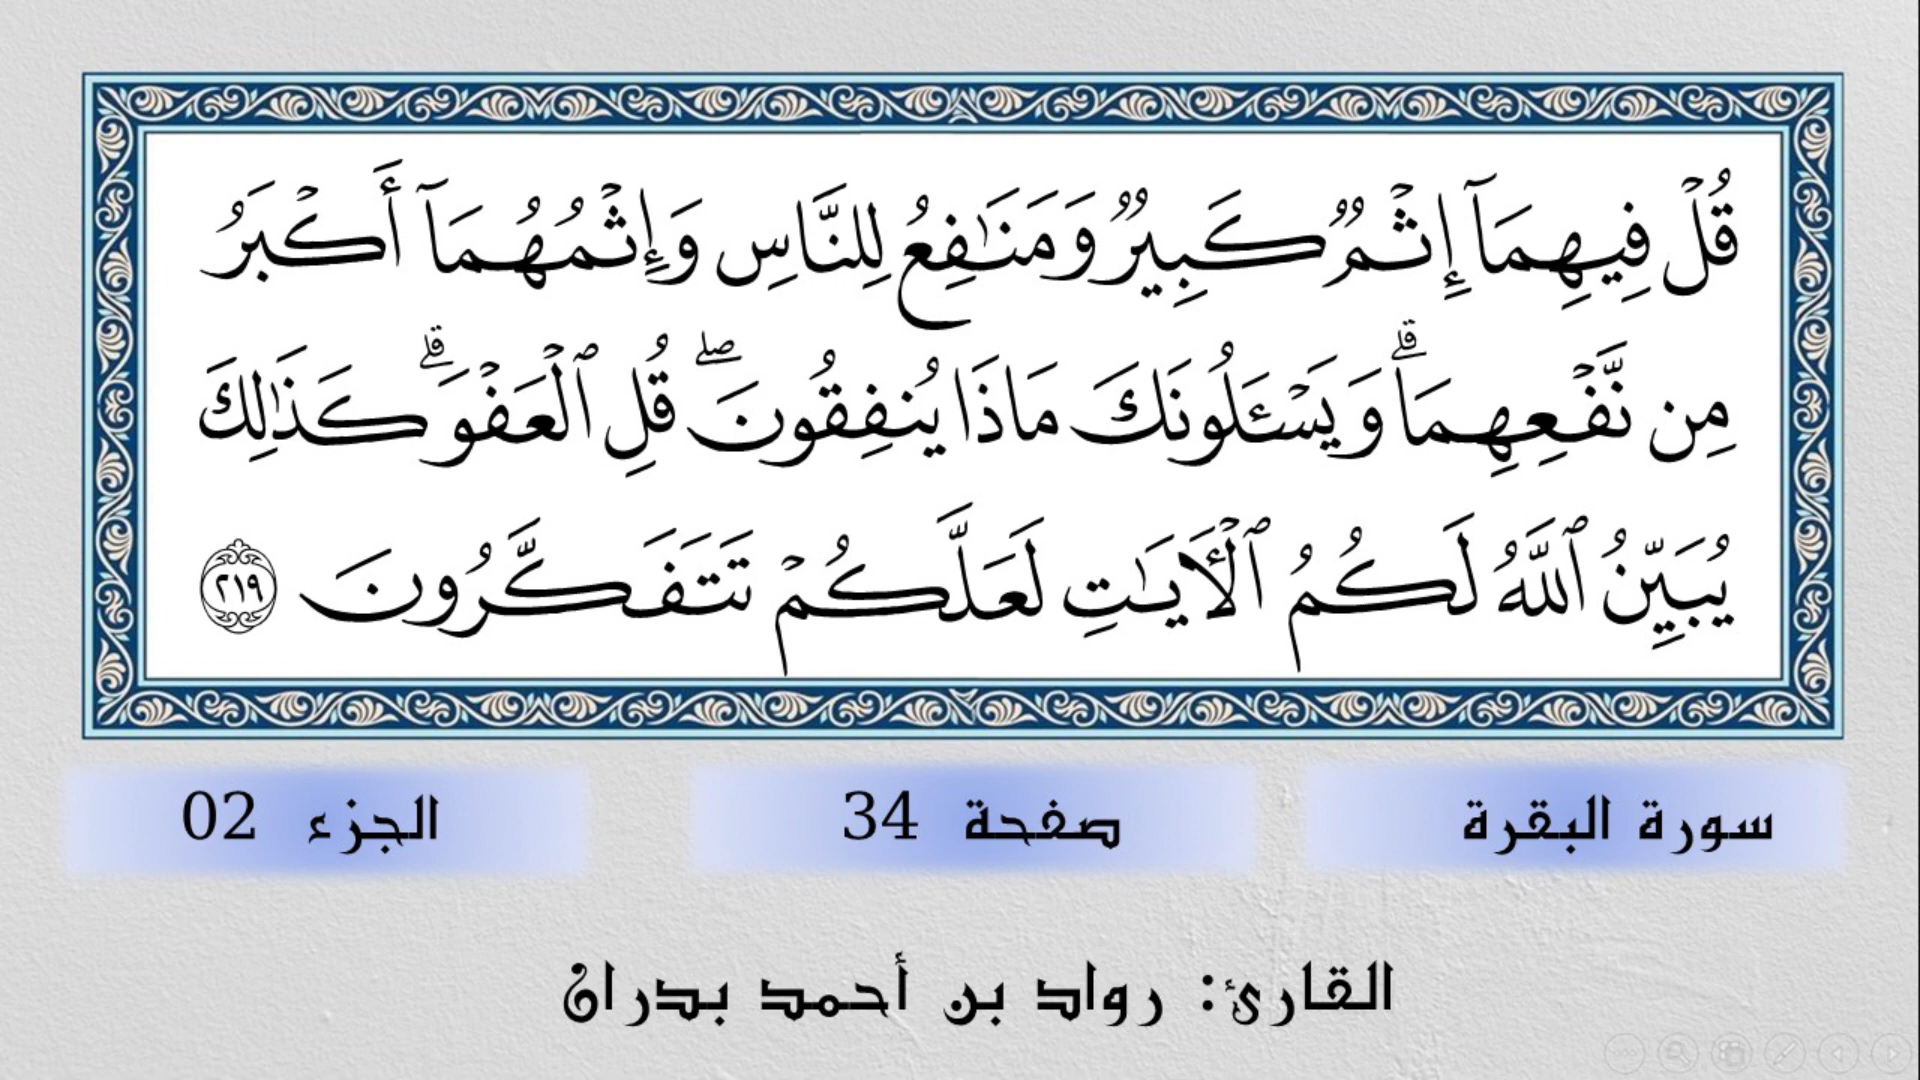 قُلۡ فِيهِمَآ إِثۡمٞ كَبِيرٞ وَمَنَٰفِعُ لِلنَّاسِ وَإِثۡمُهُمَآ أَكۡبَرُ
مِن نَّفۡعِهِمَاۗ وَيَسۡـَٔلُونَكَ مَاذَا يُنفِقُونَۖ قُلِ ٱلۡعَفۡوَۗ كَذَٰلِكَ
يُبَيِّنُ ٱللَّهُ لَكُمُ ٱلۡأٓيَٰتِ لَعَلَّكُمۡ تَتَفَكَّرُونَ ٢١٩
سورة البقرة صفحة 34 الجزء 02
القارئ: رواد بن أحمد بدران